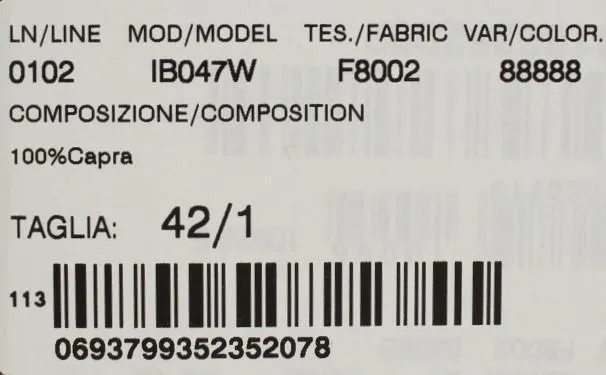 LN/LINE MOD/MODEL TES./FABRIC VAR/COLOR.
0102 IB047W F8002 88888
COMPOSIZIONE/COMPOSITION
100%Capra
TAGLIA: 42/1
113
0693799352352078